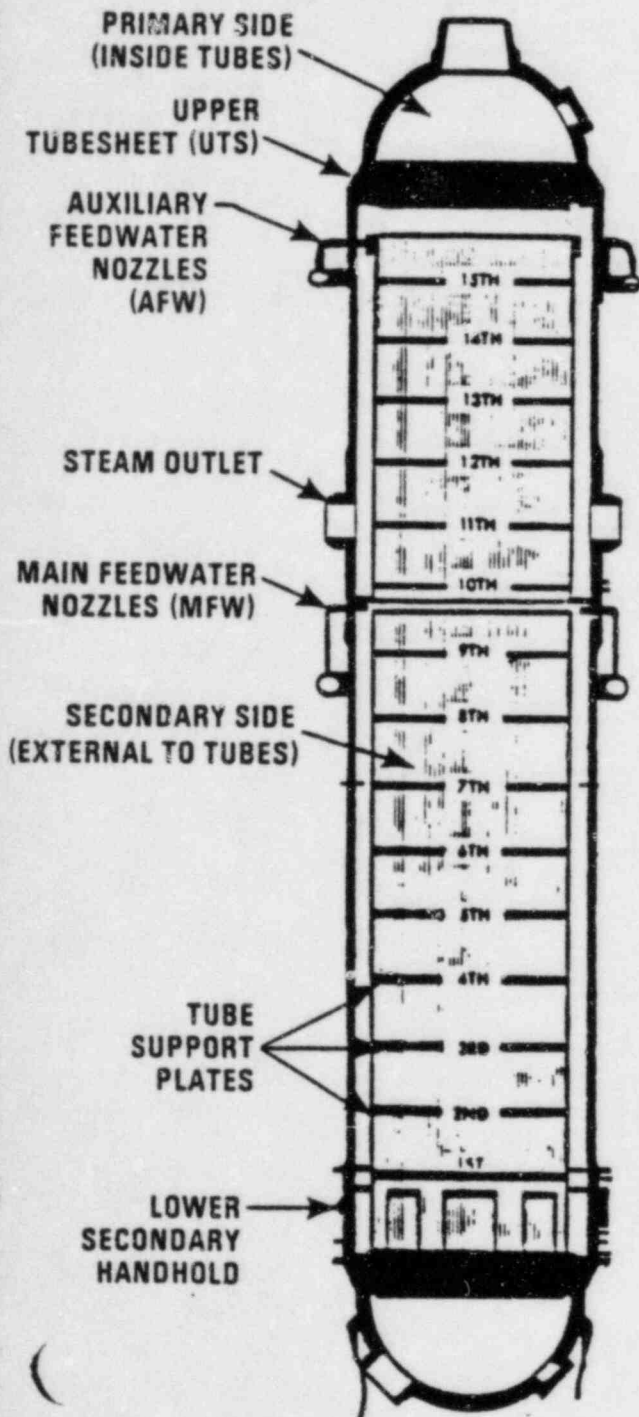 PRIMARY SIDE
(INSIDE TUBES)
UPPER
TUBESHEET (UTS)
AUXILIARY
FEEDWATER
NOZZLES
(AFW)
15TH
14TH
13TH
STEAM OUTLET
12TH
11TH
MAIN FEEDWATER
NOZZLES (MFW)
10TH
9TH
SECONDARY SIDE
(EXTERNAL TO TUBES)
8TH
7TH
6TH
5TH
4TH
TUBE
SUPPORT
PLATES
3RD
2ND
1ST
LOWER
SECONDARY
HANDHOLD